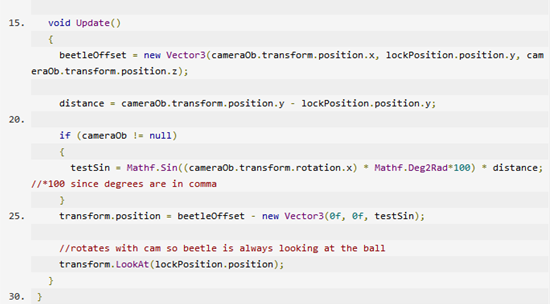 15. void Update()
{
beetleOffset = new Vector3(cameraOb.transform.position.x, lockPosition.position.y, cam
eraOb.transform.position.z);
distance = cameraOb.transform.position.y - lockPosition.position.y;
20.
if (cameraOb != null)
{
testSin = Mathf.Sin((cameraOb.transform.rotation.x) * Mathf.Deg2Rad*100) * distance;
//*100 since degrees are in comma
}
25. transform.position = beetleOffset - new Vector3(0f, 0f, testSin);
//rotates with cam so beetle is always looking at the ball
transform.LookAt(lockPosition.position);
}
30. }